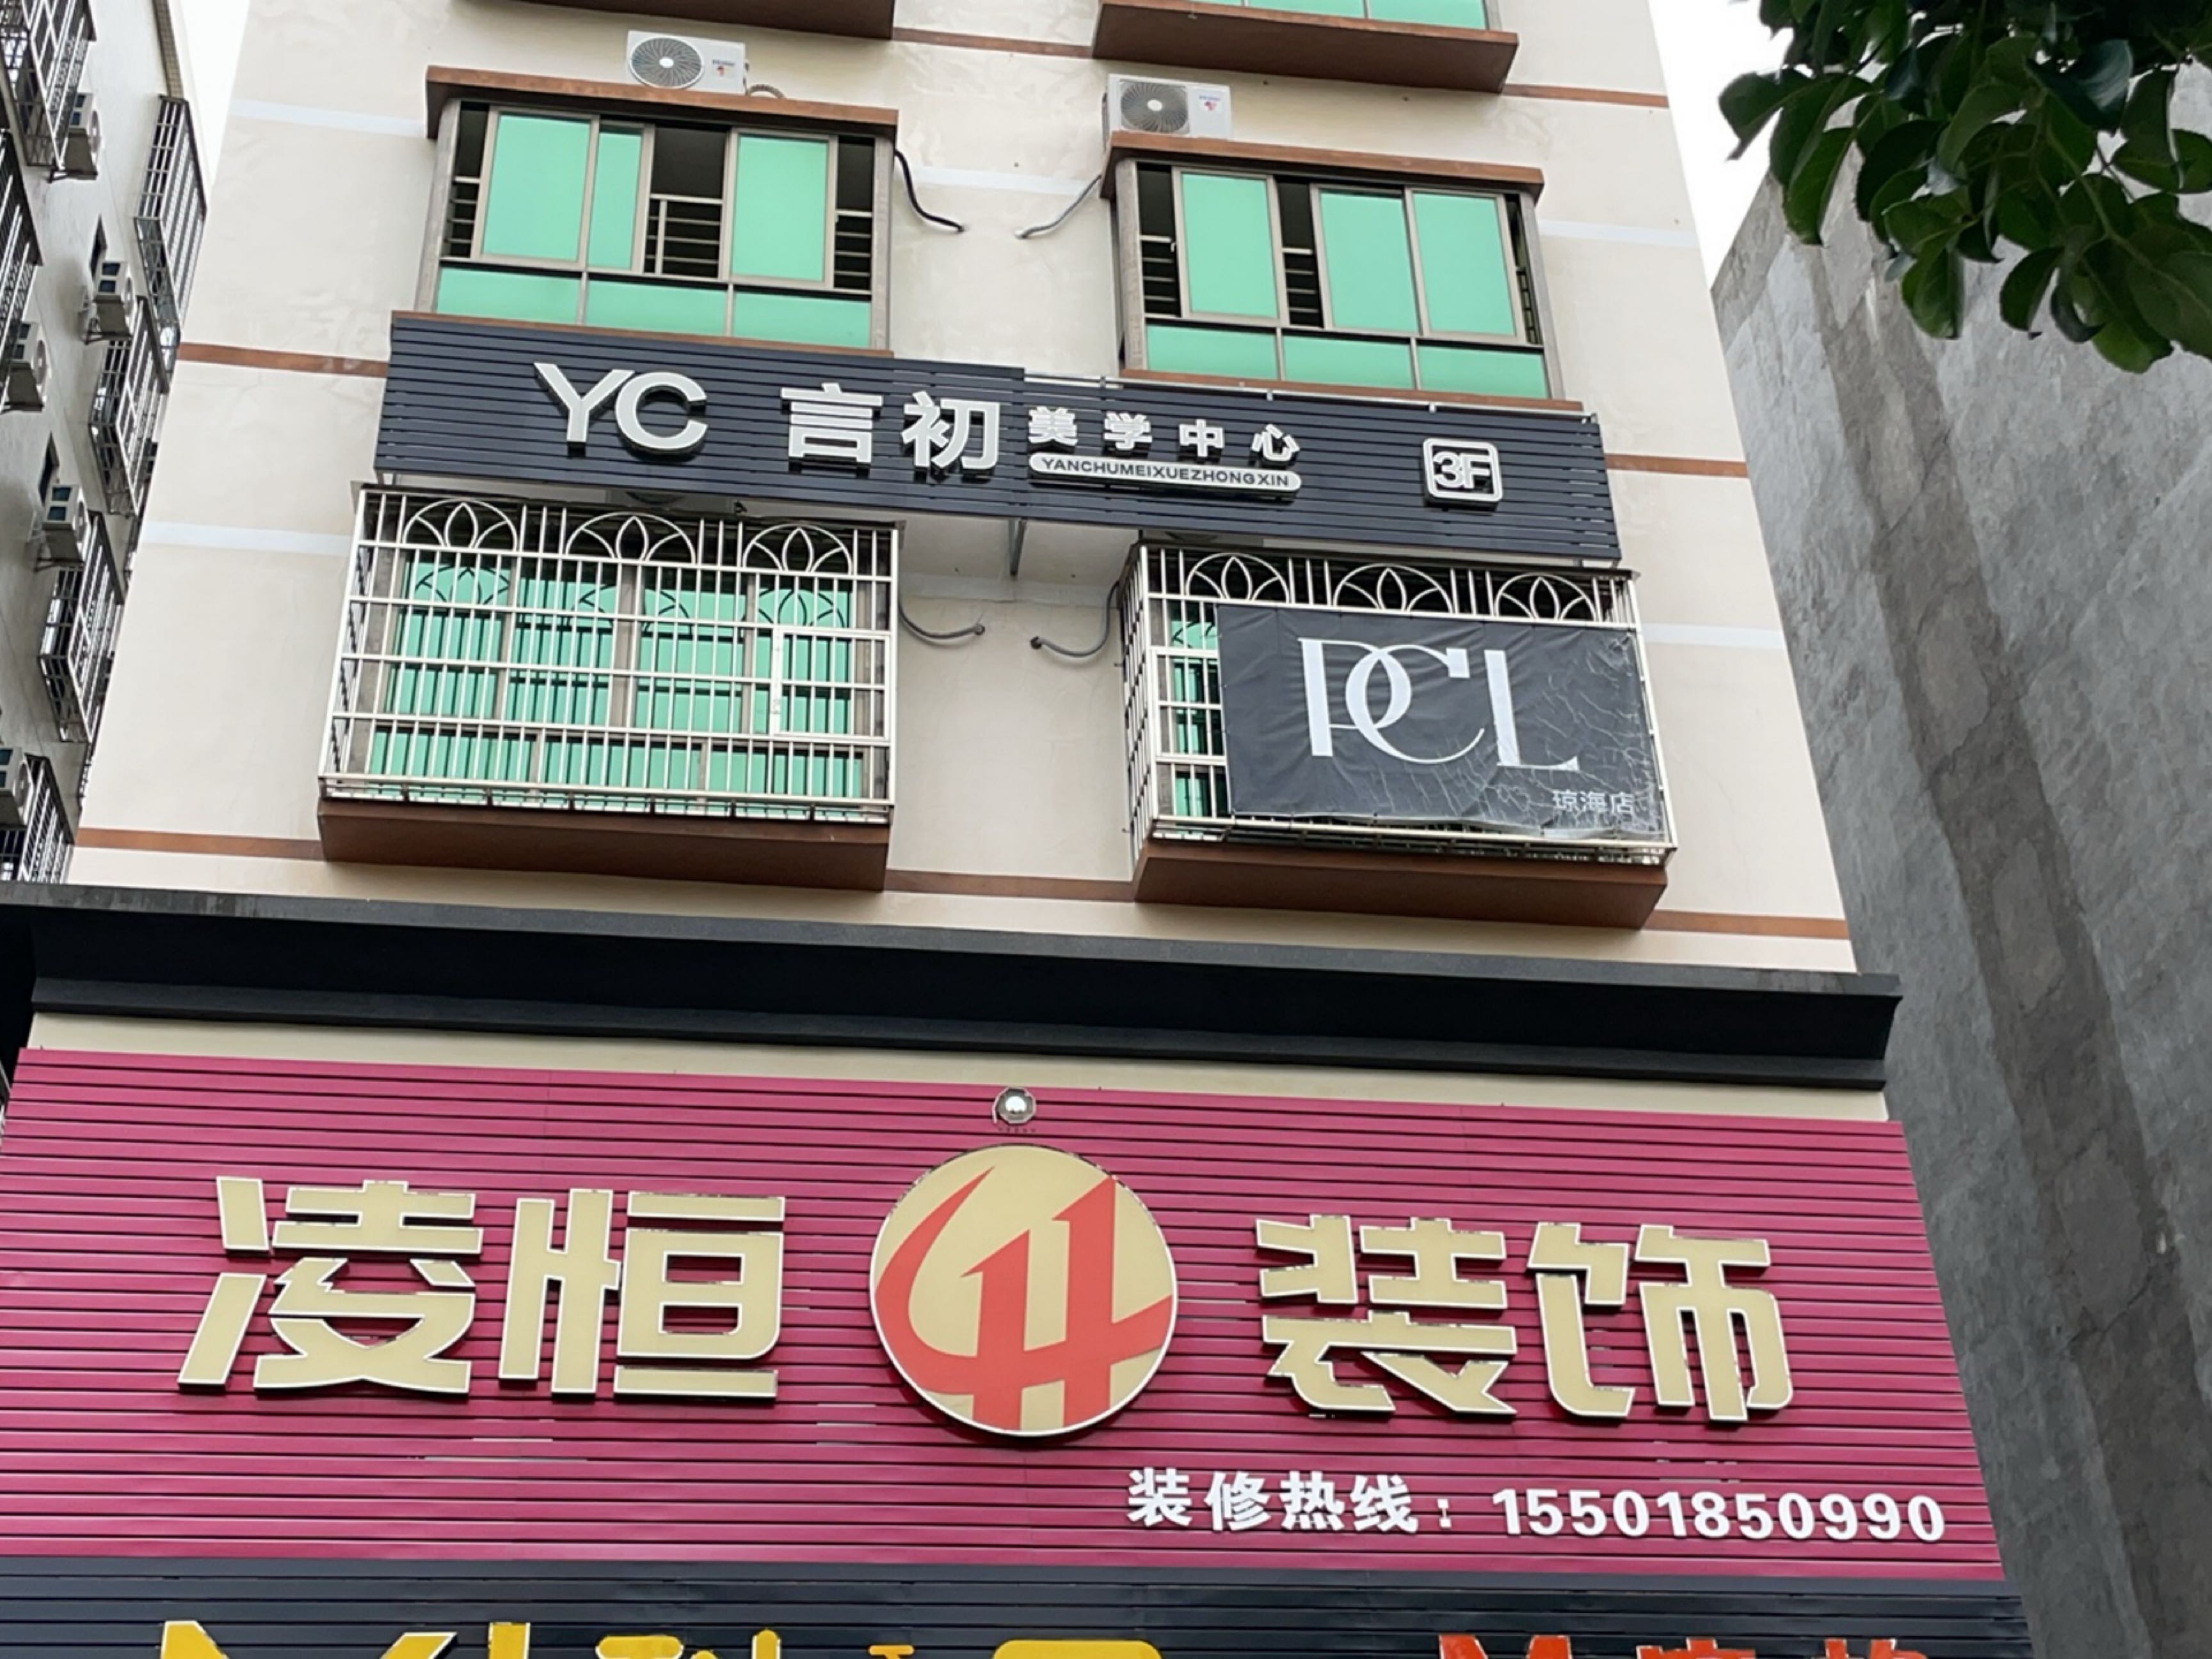 YC 言初 美学中心 3F
YANCHUMEIXUEZHONGXIN
PCL
琼海店
凌恒 装饰
装修热线：15501850990